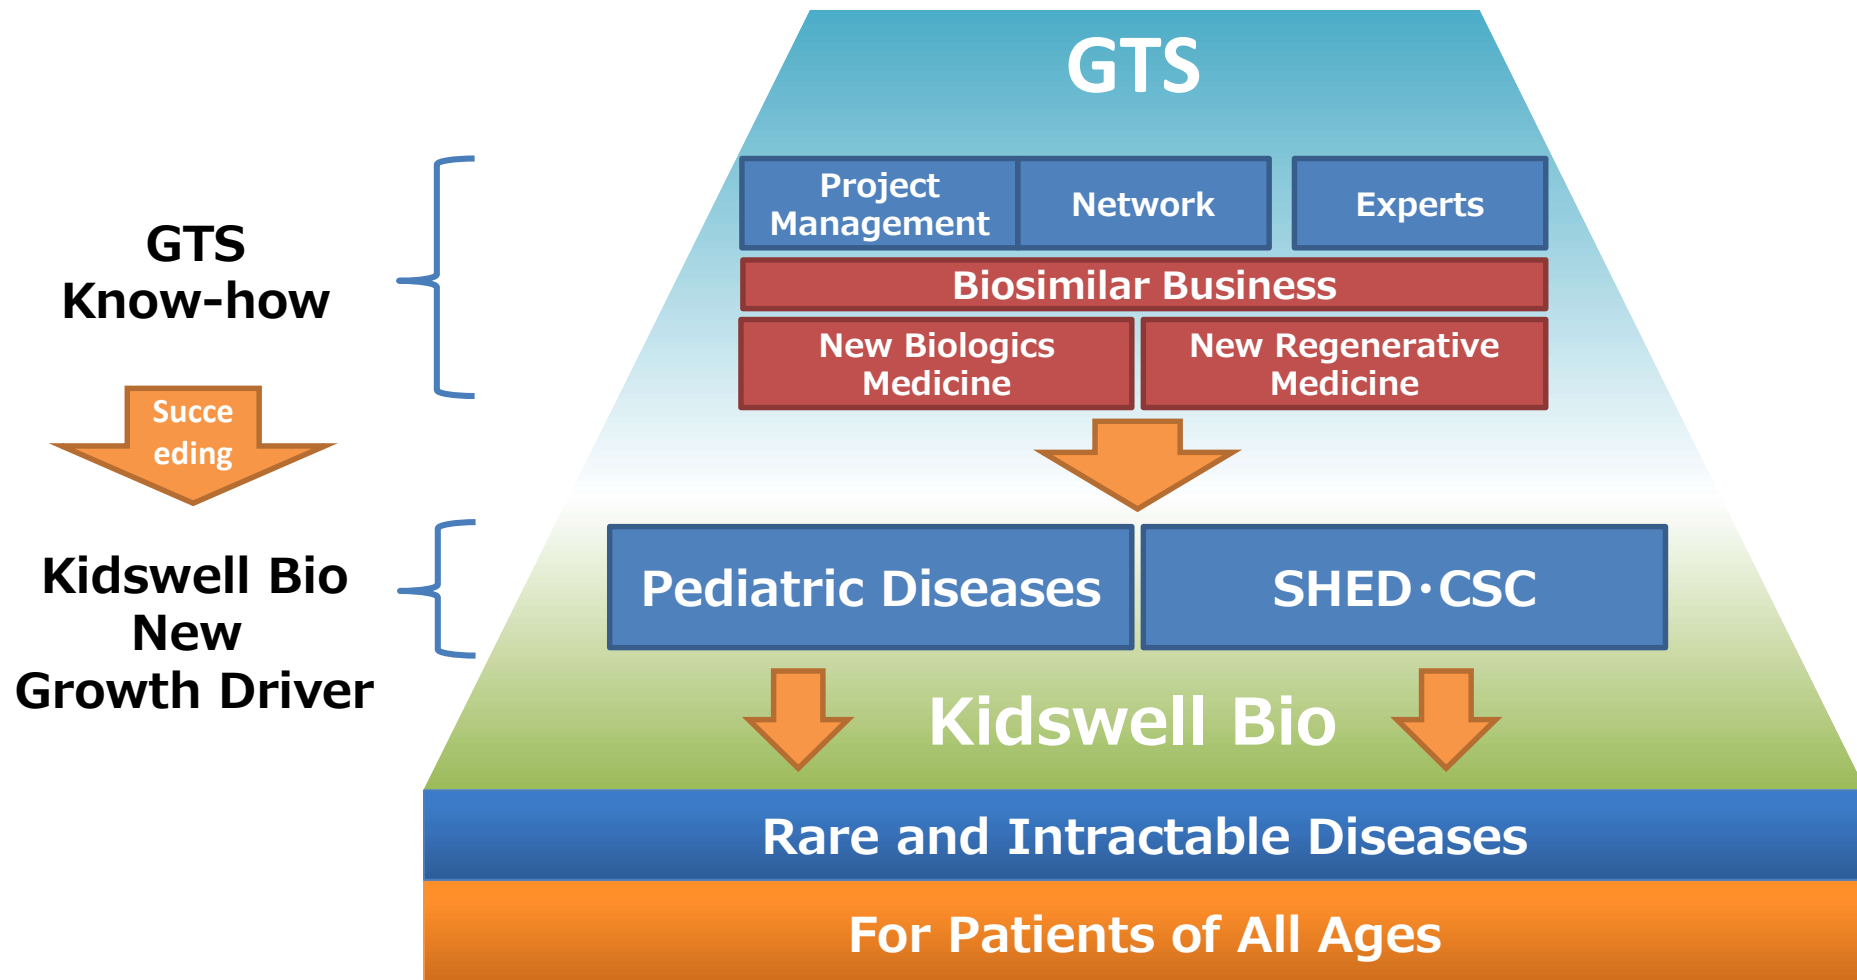 GTS
Project
Management
Network
Experts
Biosimilar Business
New Biologics
Medicine
New Regenerative
Medicine
GTS
Know-how
Succe
eding
Kidswell Bio
New
Growth Driver
Pediatric Diseases
SHED･CSC
Kidswell Bio
Rare and Intractable Diseases
For Patients of All Ages